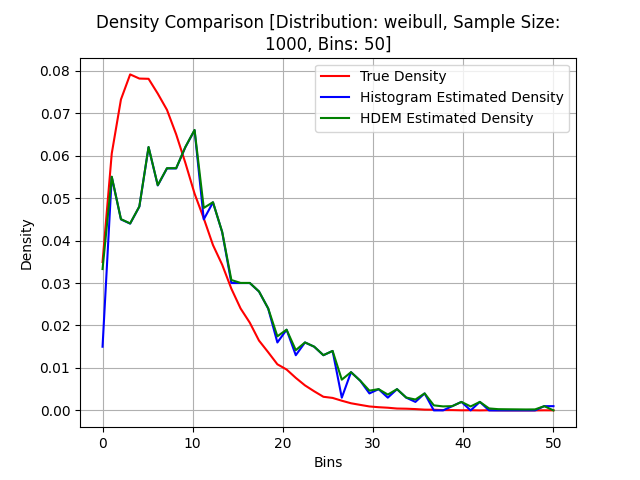 Density Comparison [Distribution: weibull, Sample Size:
1000, Bins: 50]
True Density
Histogram Estimated Density
HDEM Estimated Density
Density
0.08
0.07
0.06
0.05
0.04
0.03
0.02
0.01
0.00
0 10 20 30 40 50
Bins